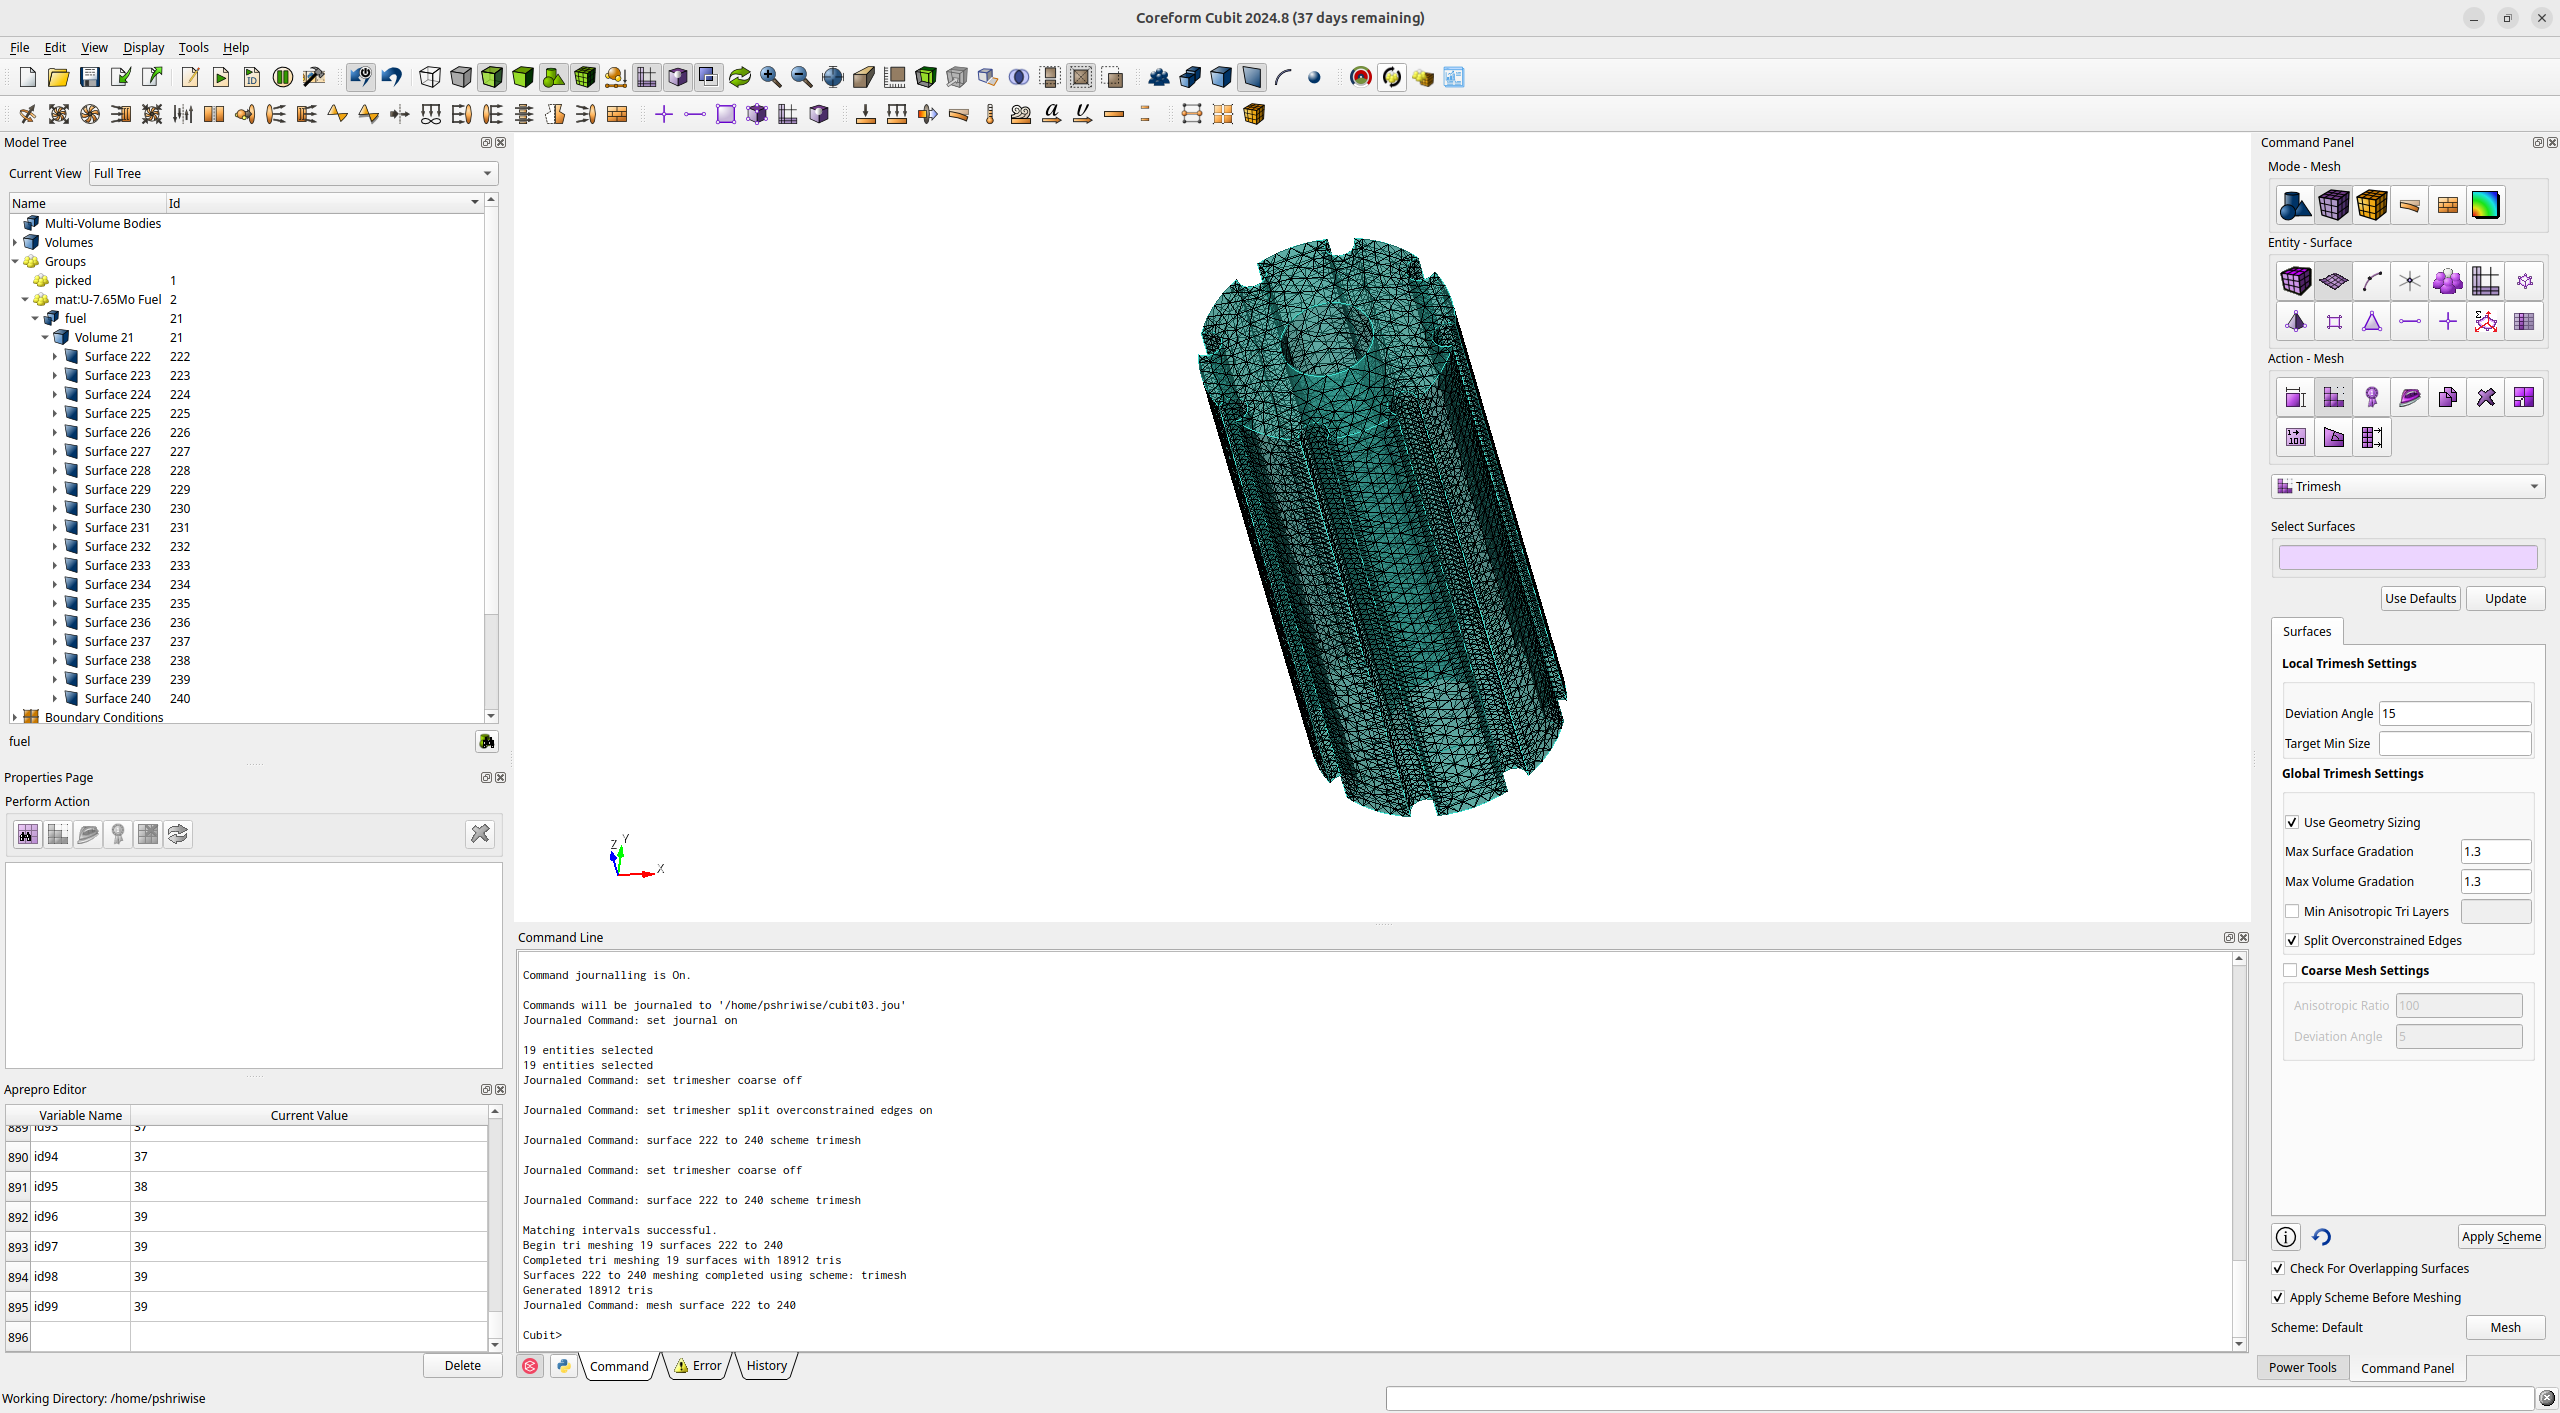 Coreform Cubit 2024.8 (37 days remaining)
File Edit View Display Tools Help
Model Tree
Current View Full Tree
Name Id
Multi-Volume Bodies
Volumes
Groups
picked 1
mat:U-7.65Mo Fuel 2
fuel 21
Volume 21 21
Surface 222 222
Surface 223 223
Surface 224 224
Surface 225 225
Surface 226 226
Surface 227 227
Surface 228 228
Surface 229 229
Surface 230 230
Surface 231 231
Surface 232 232
Surface 233 233
Surface 234 234
Surface 235 235
Surface 236 236
Surface 237 237
Surface 238 238
Surface 239 239
Surface 240 240
Boundary Conditions
fuel
Properties Page
Perform Action
Aprepro Editor
Variable Name Current Value
889 id93 37
890 id94 37
891 id95 38
892 id96 39
893 id97 39
894 id98 39
895 id99 39
896
Delete
Working Directory: /home/pshriwise
Z Y X
Command Line
Command journalling is On.
Commands will be journaled to '/home/pshriwise/cubit03.jou'
Journaled Command: set journal on
19 entities selected
19 entities selected
Journaled Command: set trimesher coarse off
Journaled Command: set trimesher split overconstrained edges on
Journaled Command: surface 222 to 240 scheme trimesh
Journaled Command: set trimesher coarse off
Journaled Command: surface 222 to 240 scheme trimesh
Matching intervals successful.
Begin tri meshing 19 surfaces 222 to 240
Completed tri meshing 19 surfaces with 18912 tris
Surfaces 222 to 240 meshing completed using scheme: trimesh
Generated 18912 tris
Journaled Command: mesh surface 222 to 240
Cubit>
Command Error History
Command Panel
Mode - Mesh
Entity - Surface
Action - Mesh
Trimesh
Select Surfaces
Use Defaults Update
Surfaces
Local Trimesh Settings
Deviation Angle 15
Target Min Size
Global Trimesh Settings
Use Geometry Sizing
Max Surface Gradation 1.3
Max Volume Gradation 1.3
Min Anisotropic Tri Layers
Split Overconstrained Edges
Coarse Mesh Settings
Anisotropic Ratio 100
Deviation Angle 5
Apply Scheme
Check For Overlapping Surfaces
Apply Scheme Before Meshing
Scheme: Default Mesh
Power Tools Command Panel